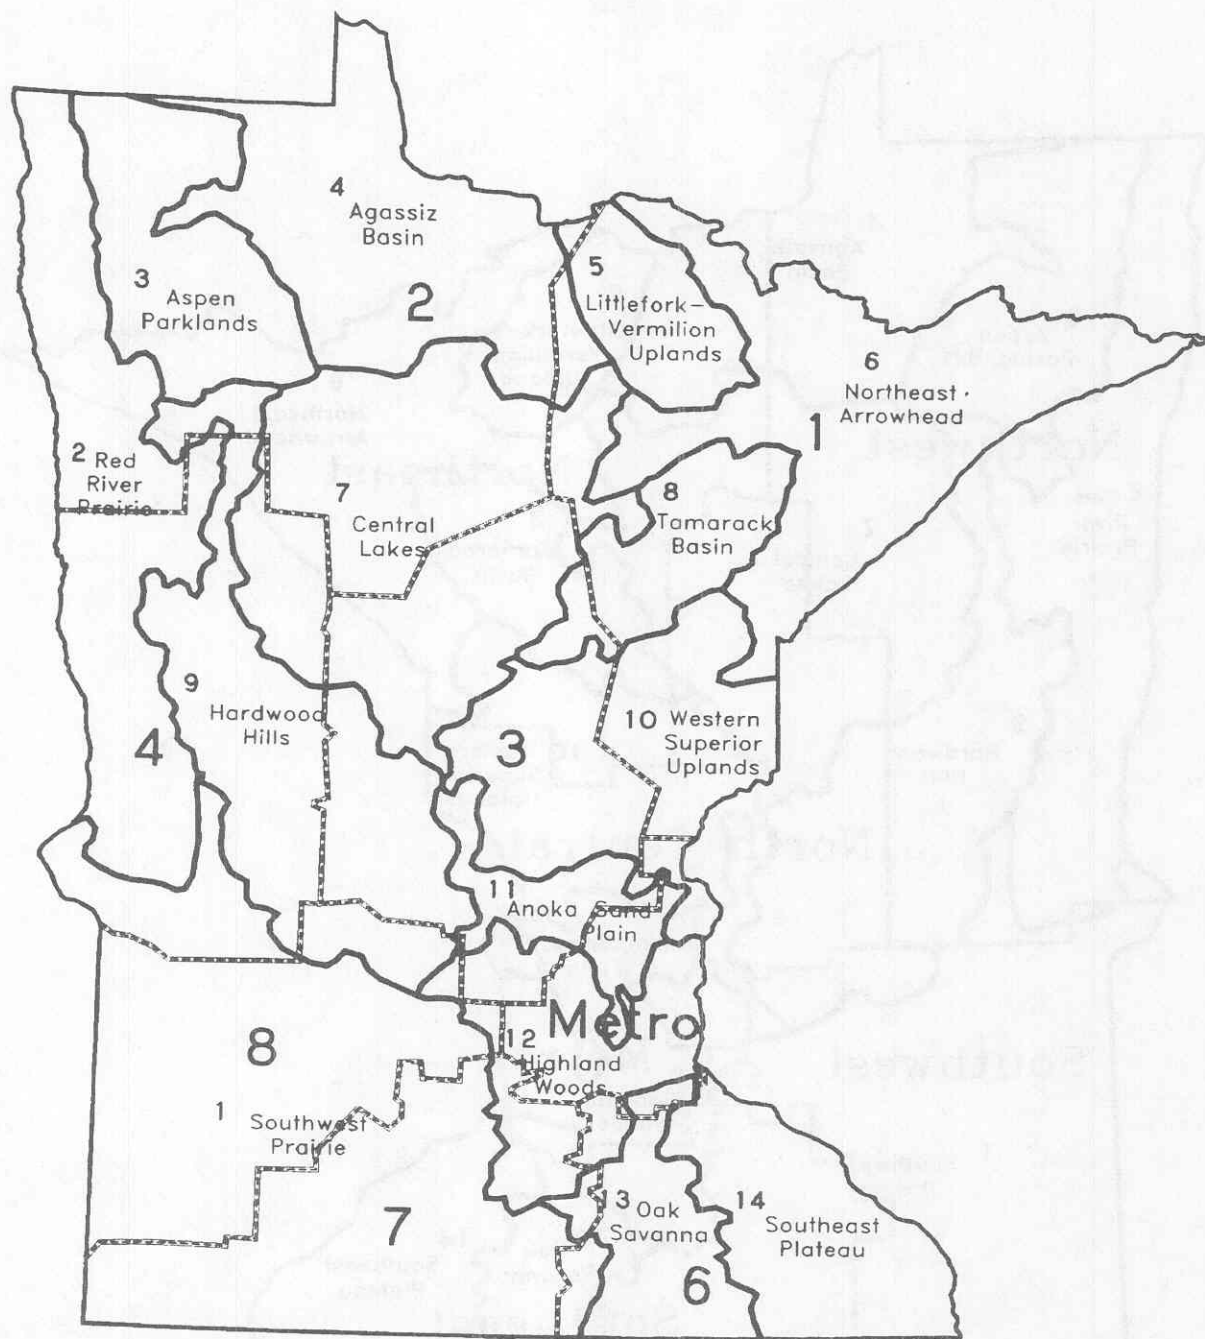 4
Agassiz
Basin
3
Aspen
Parklands
2
5
Littlefork-
Vermilion
Uplands
6
Northeast
Arrowhead
1
2 Red
River
Prairie
7
Central
Lakes
8
Tamarack
Basin
9
Hardwood
Hills
4
3
10 Western
Superior
Uplands
11
Anoka Sand
Plain
Metro
12
Highland
Woods
8
1
Southwest
Prairie
7
13 Oak
Savanna
14
Southeast
Plateau
6